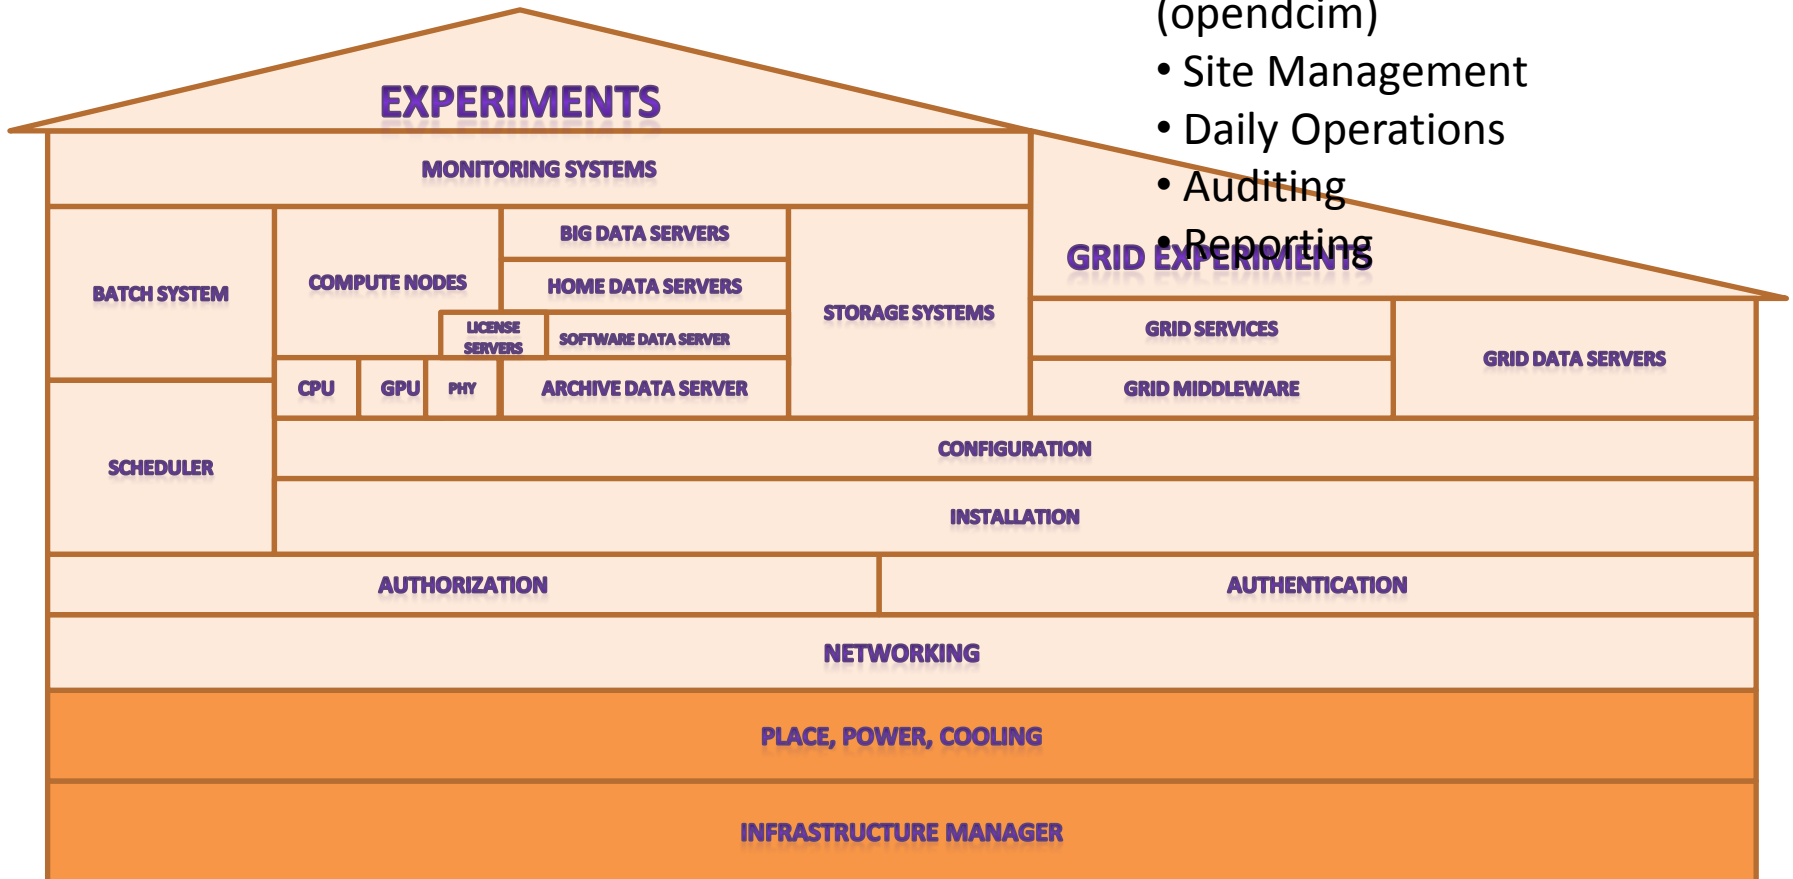 (opendcim)
• Site Management
• Daily Operations
• Auditing
• Reporting
EXPERIMENTS
MONITORING SYSTEMS
BATCH SYSTEM
COMPUTE NODES
BIG DATA SERVERS
HOME DATA SERVERS
LICENSE
SERVERS
SOFTWARE DATA SERVER
STORAGE SYSTEMS
GRID EXPERIMENTS
GRID SERVICES
GRID DATA SERVERS
CPU
GPU
PHY
ARCHIVE DATA SERVER
GRID MIDDLEWARE
SCHEDULER
CONFIGURATION
INSTALLATION
AUTHORIZATION
AUTHENTICATION
NETWORKING
PLACE, POWER, COOLING
INFRASTRUCTURE MANAGER